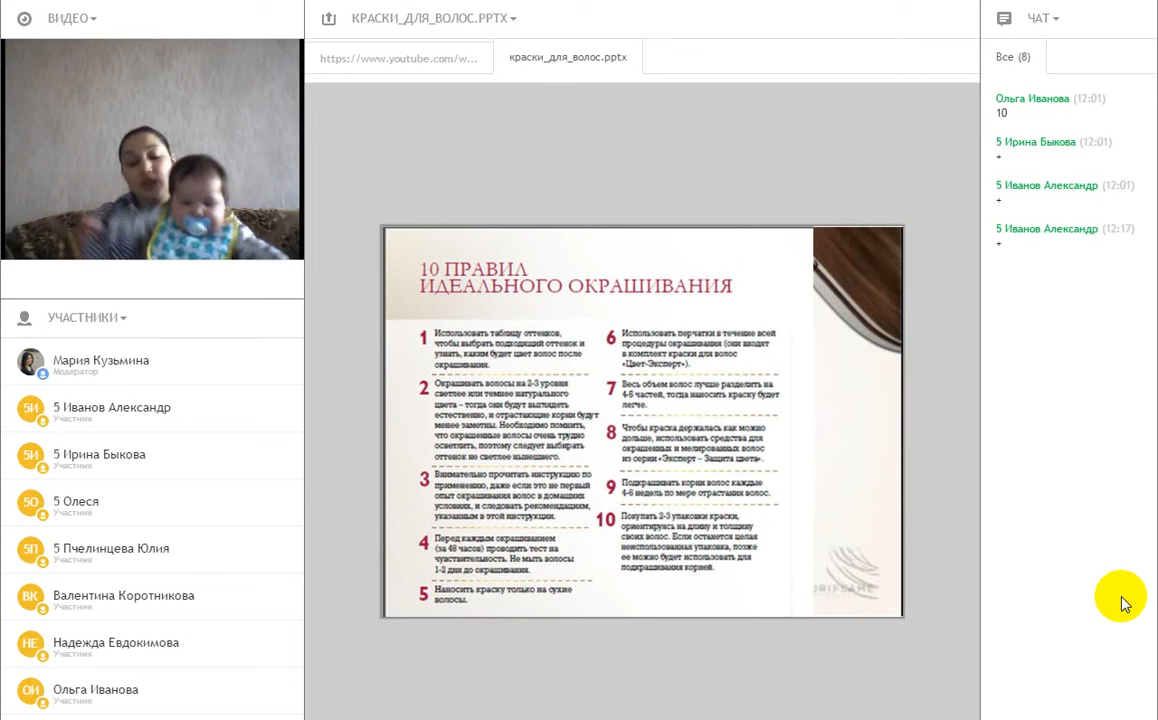 ВИДЕО
КРАСКИ_ДЛЯ_ВОЛОС.PPTX
ЧАТ
https://www.youtube.com/w...
краски_для_волос.pptx
Все (8)
Ольга Иванова (12:01)
10
5 Ирина Быкова (12:01)
+
5 Иванов Александр (12:01)
+
5 Иванов Александр (12:17)
+
10 ПРАВИЛ
ИДЕАЛЬНОГО ОКРАШИВАНИЯ
1 Использовать таблицу оттенков,
чтобы выбрать подходящий оттенок и
узнать, каким будет цвет волос после
окрашивания.
2 Окрашивать волосы на 2-3 уровня
светлее или темнее натурального
цвета – тогда они будут выглядеть
естественно, и отрастающие корни будут
менее заметны. Необходимо помнить,
что окрашенные волосы очень трудно
осветлить, поэтому следует выбирать
оттенок не светлее нынешнего.
3 Внимательно прочитать инструкцию по
применению, даже если это не первый
опыт окрашивания волос в домашних
условиях, и следовать рекомендациям,
указанным в этой инструкции.
4 Перед каждым окрашиванием
(за 48 часов) проводить тест на
чувствительность. Не мыть волосы
1-2 дня до окрашивания.
5 Наносить краску только на сухие
волосы.
6 Использовать перчатки в течение всей
процедуры окрашивания (они входят
в комплект краски для волос
«Цвет-Эксперт»).
7 Весь объем волос лучше разделить на
4-5 частей, тогда наносить краску будет
легче.
8 Чтобы краска держалась как можно
дольше, использовать средства для
окрашенных и мелированных волос
из серии «Эксперт – Защита цвета».
9 Подкрашивать корни волос каждые
4-6 недель по мере отрастания волос.
10 Покупать 2-3 упаковки краски,
ориентируясь на длину и толщину
своих волос. Если останется целая
неиспользованная упаковка, позже
ее можно будет использовать для
подкрашивания корней.
ORIFLAME
УЧАСТНИКИ
Мария Кузьмина
Модератор
5И
5 Иванов Александр
Участник
5И
5 Ирина Быкова
Участник
5О
5 Олеся
Участник
5П
5 Пчелинцева Юлия
Участник
ВК
Валентина Коротникова
Участник
НЕ
Надежда Евдокимова
Участник
ОИ
Ольга Иванова
Участник